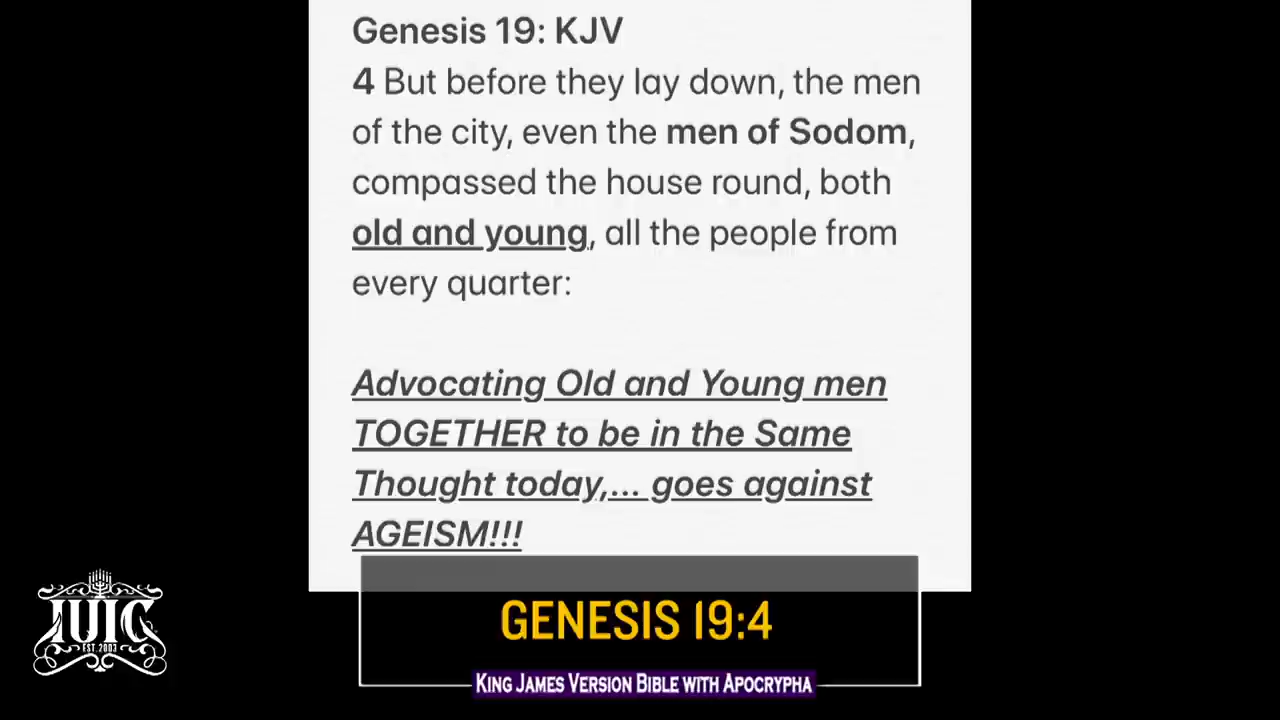 Genesis 19: KJV
4 But before they lay down, the men
of the city, even the men of Sodom,
compassed the house round, both
old and young, all the people from
every quarter:
Advocating Old and Young men
TOGETHER to be in the Same
Thought today,... goes against
AGEISM!!!
GENESIS 19:4
KING JAMES VERSION BIBLE WITH APOCRYPHA
IUIC
EST. 2003